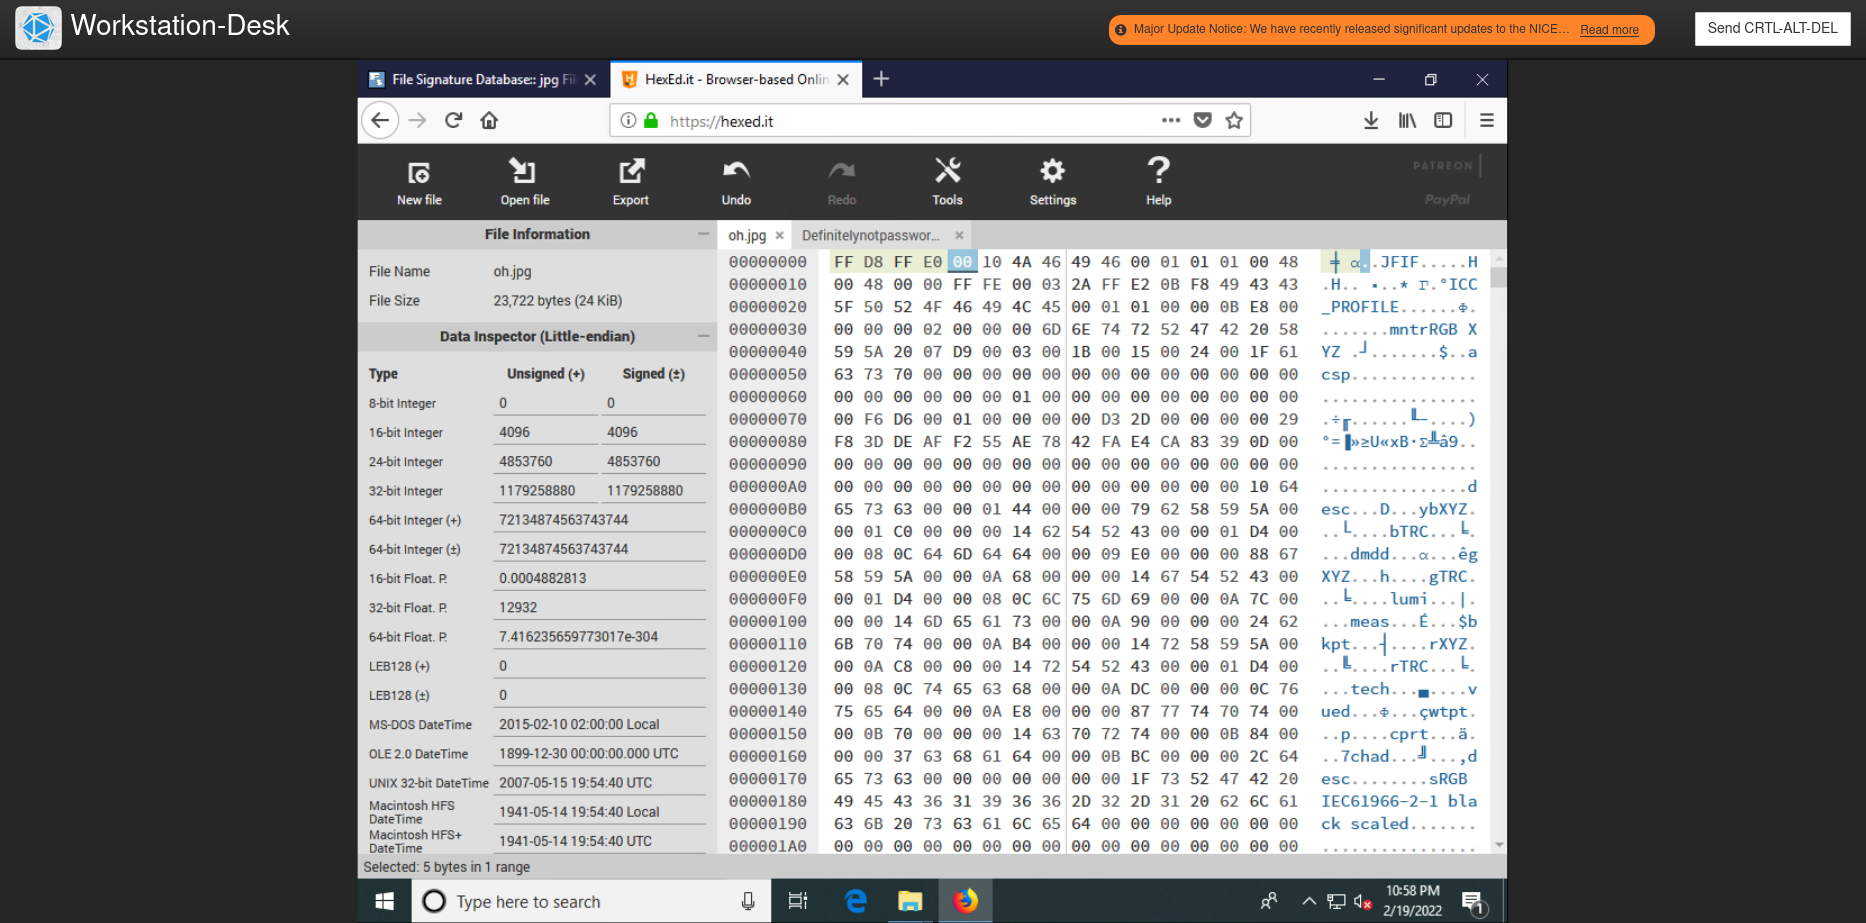 Workstation-Desk
Major Update Notice: We have recently released significant updates to the NICE... Read more
Send CRTL-ALT-DEL
File Signature Database:: jpg Fil
HexEd.it - Browser-based Onlin
https://hexed.it
New file
Open file
Export
Undo
Redo
Tools
Settings
Help
PATREON
PayPal
File Information
File Name oh.jpg
File Size 23,722 bytes (24 KiB)
Data Inspector (Little-endian)
Type Unsigned (+) Signed (±)
8-bit Integer 0 0
16-bit Integer 4096 4096
24-bit Integer 4853760 4853760
32-bit Integer 1179258880 1179258880
64-bit Integer (+) 72134874563743744
64-bit Integer (±) 72134874563743744
16-bit Float. P. 0.0004882813
32-bit Float. P. 12932
64-bit Float. P. 7.416235659773017e-304
LEB128 (+) 0
LEB128 (±) 0
MS-DOS DateTime 2015-02-10 02:00:00 Local
OLE 2.0 DateTime 1899-12-30 00:00:00.000 UTC
UNIX 32-bit DateTime 2007-05-15 19:54:40 UTC
Macintosh HFS DateTime 1941-05-14 19:54:40 Local
Macintosh HFS+ DateTime 1941-05-14 19:54:40 UTC
Selected: 5 bytes in 1 range
oh.jpg
Definitelynotpasswor...
00000000 FF D8 FF E0 00 10 4A 46 49 46 00 01 01 01 00 48 ╪ α..JFIF.....H
00000010 00 48 00 00 FF FE 00 03 2A FF E2 0B F8 49 43 43 .H.. ▪..* Γ.°ICC
00000020 5F 50 52 4F 46 49 4C 45 00 01 01 00 00 0B E8 00 _PROFILE......Φ.
00000030 00 00 00 02 00 00 00 6D 6E 74 72 52 47 42 20 58 .......mntrRGB X
00000040 59 5A 20 07 D9 00 03 00 1B 00 15 00 24 00 1F 61 YZ .┘.......$..a
00000050 63 73 70 00 00 00 00 00 00 00 00 00 00 00 00 00 csp.............
00000060 00 00 00 00 00 00 01 00 00 00 00 00 00 00 00 00 ................
00000070 00 F6 D6 00 01 00 00 00 00 D3 2D 00 00 00 00 29 .÷╓......╙-....)
00000080 F8 3D DE AF F2 55 AE 78 42 FA E4 CA 83 39 0D 00 °=▐»≥U«xB·Σ╩â9..
00000090 00 00 00 00 00 00 00 00 00 00 00 00 00 00 00 00 ................
000000A0 00 00 00 00 00 00 00 00 00 00 00 00 00 00 10 64 ...............d
000000B0 65 73 63 00 00 01 44 00 00 00 79 62 58 59 5A 00 esc...D...ybXYZ.
000000C0 00 01 C0 00 00 00 14 62 54 52 43 00 00 01 D4 00 ..└....bTRC...╘.
000000D0 00 08 0C 64 6D 64 64 00 00 09 E0 00 00 00 88 67 ...dmdd...α...êg
000000E0 58 59 5A 00 00 0A 68 00 00 00 14 67 54 52 43 00 XYZ...h....gTRC.
000000F0 00 01 D4 00 00 08 0C 6C 75 6D 69 00 00 0A 7C 00 ..╘....lumi...|.
00000100 00 00 14 6D 65 61 73 00 00 0A 90 00 00 00 24 62 ...meas...É...$b
00000110 6B 70 74 00 00 0A B4 00 00 00 14 72 58 59 5A 00 kpt...┤....rXYZ.
00000120 00 0A C8 00 00 00 14 72 54 52 43 00 00 01 D4 00 ..╚....rTRC...╘.
00000130 00 08 0C 74 65 63 68 00 00 0A DC 00 00 00 0C 76 ...tech...▄....v
00000140 75 65 64 00 00 0A E8 00 00 00 87 77 74 70 74 00 ued...Φ...çwtpt.
00000150 00 0B 70 00 00 00 14 63 70 72 74 00 00 0B 84 00 ..p....cprt...ä.
00000160 00 00 37 63 68 61 64 00 00 0B BC 00 00 00 2C 64 ..7chad...╝...,d
00000170 65 73 63 00 00 00 00 00 00 00 1F 73 52 47 42 20 esc........sRGB
00000180 49 45 43 36 31 39 36 36 2D 32 2D 31 20 62 6C 61 IEC61966-2-1 bla
00000190 63 6B 20 73 63 61 6C 65 64 00 00 00 00 00 00 00 ck scaled.......
000001A0 00 00 00 00 00 00 00 00 00 00 00 00 00 00 00 00 ................
Type here to search
10:58 PM
2/19/2022
1